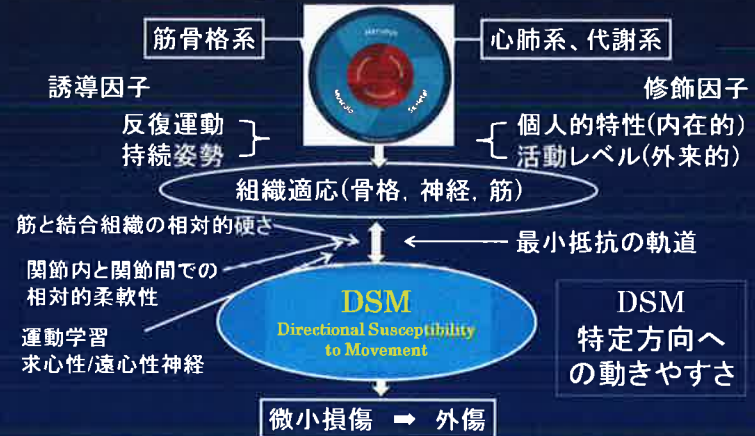 筋骨格系
心肺系、代謝系
誘導因子
修飾因子
反復運動
持続姿勢
個人的特性(内在的)
活動レベル(外来的)
組織適応(骨格, 神経, 筋)
筋と結合組織の相対的硬さ
最小抵抗の軌道
関節内と関節間での
相対的柔軟性
運動学習
求心性/遠心性神経
DSM
Directional Susceptibility
to Movement
DSM
特定方向へ
の動きやすさ
微小損傷 ➡ 外傷